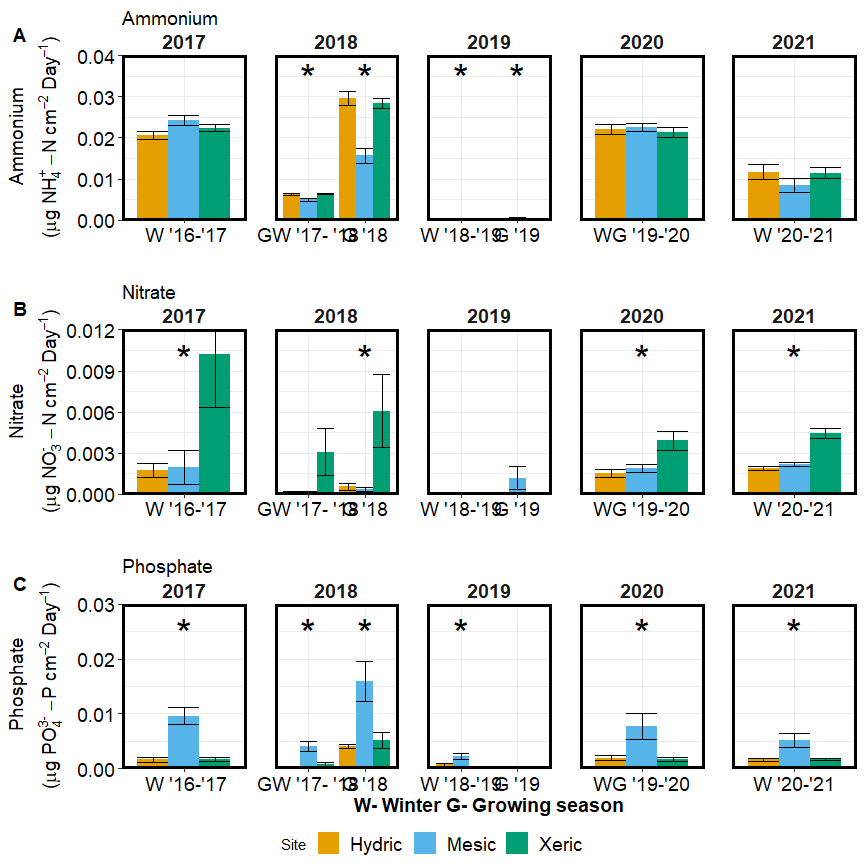 Ammonium
A
2017 2018 2019 2020 2021
Ammonium
(μg NH₄⁺ – N cm⁻² Day⁻¹)
0.04
0.03
0.02
0.01
0.00
* * * *
W '16-'17 GW '17-'18 G '18 W '18-'19 G '19 WG '19-'20 W '20-'21
Nitrate
B
2017 2018 2019 2020 2021
Nitrate
(μg NO₃⁻ – N cm⁻² Day⁻¹)
0.012
0.009
0.006
0.003
0.000
* * * *
W '16-'17 GW '17-'18 G '18 W '18-'19 G '19 WG '19-'20 W '20-'21
Phosphate
C
2017 2018 2019 2020 2021
Phosphate
(μg PO₄³⁻ – P cm⁻² Day⁻¹)
0.03
0.02
0.01
0.00
* * * * * *
W '16-'17 GW '17-'18 G '18 W '18-'19 G '19 WG '19-'20 W '20-'21
W- Winter G- Growing season
Site Hydric Mesic Xeric